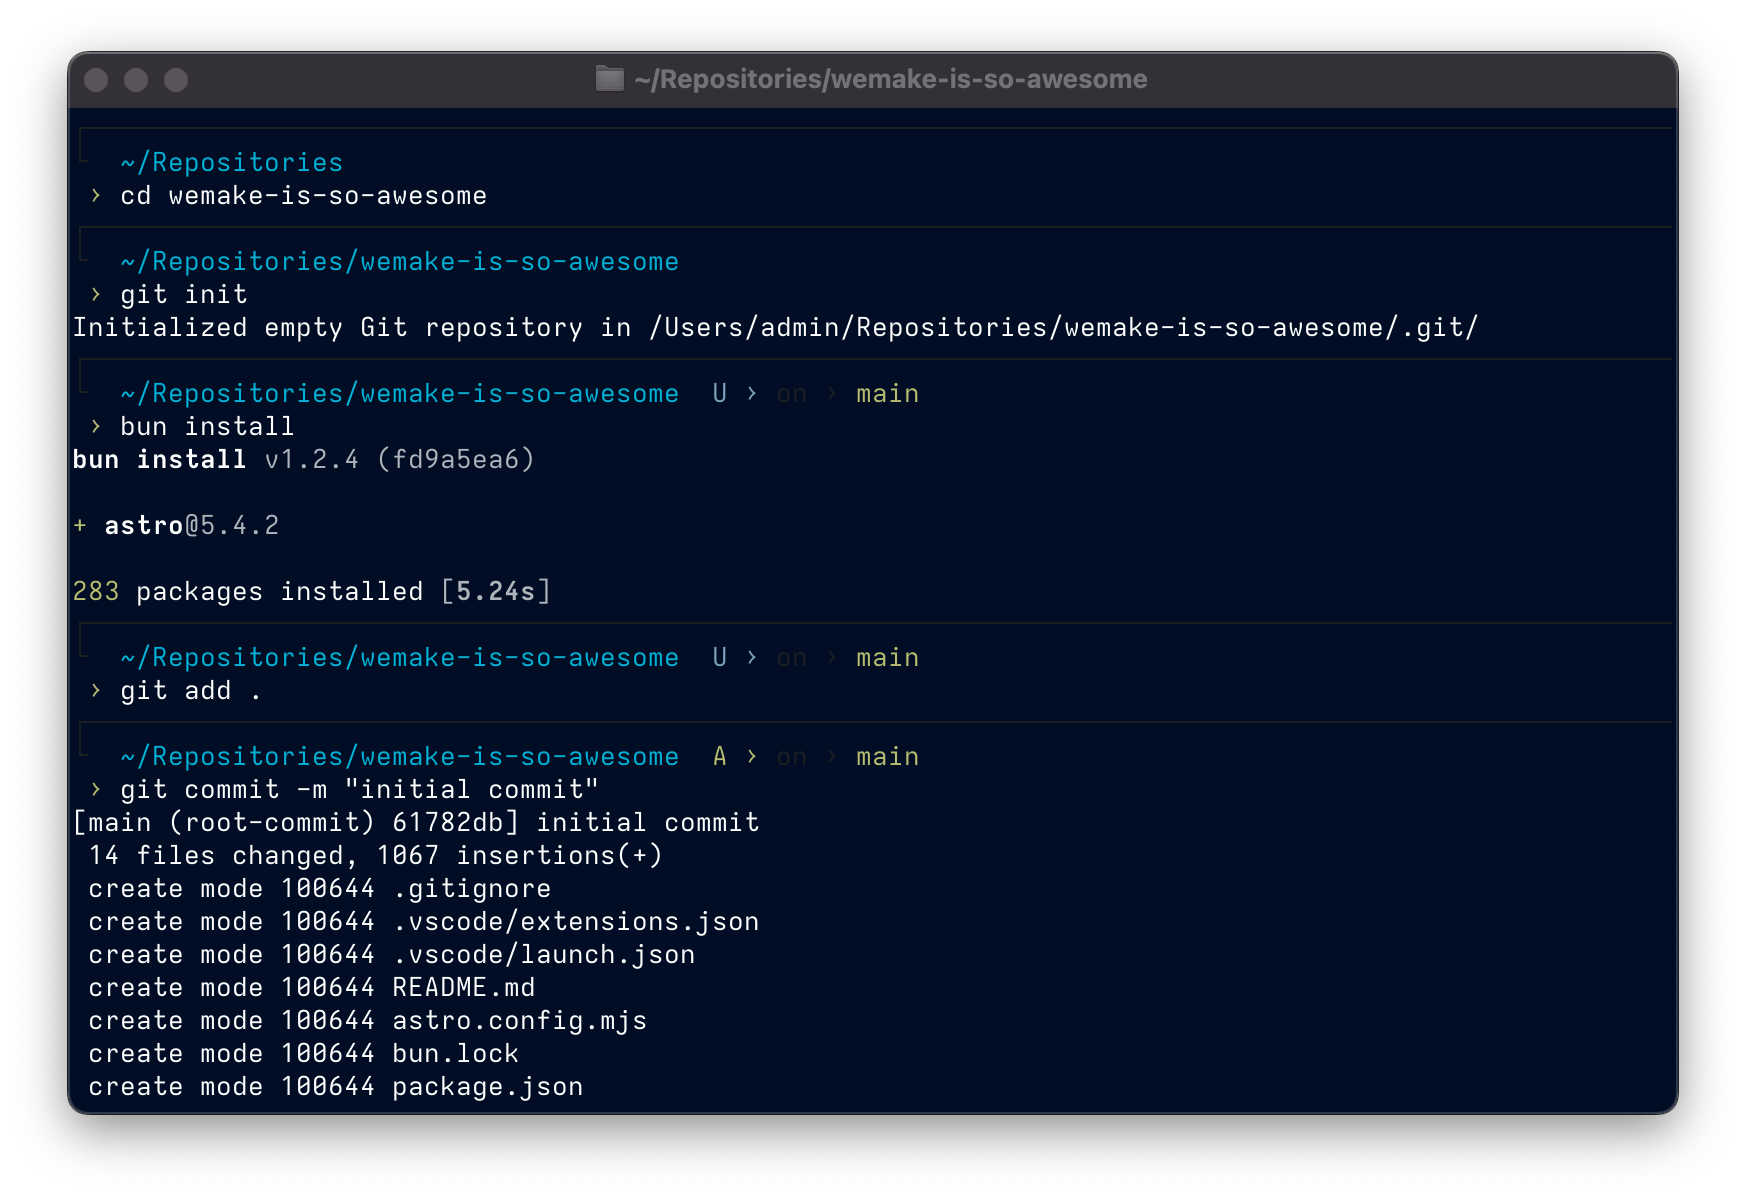 ~/Repositories/wemake-is-so-awesome
~/Repositories
› cd wemake-is-so-awesome
~/Repositories/wemake-is-so-awesome
› git init
Initialized empty Git repository in /Users/admin/Repositories/wemake-is-so-awesome/.git/
~/Repositories/wemake-is-so-awesome  U › on › main
› bun install
bun install v1.2.4 (fd9a5ea6)
+ astro@5.4.2
283 packages installed [5.24s]
~/Repositories/wemake-is-so-awesome  U › on › main
› git add .
~/Repositories/wemake-is-so-awesome  A › on › main
› git commit -m "initial commit"
[main (root-commit) 61782db] initial commit
 14 files changed, 1067 insertions(+)
 create mode 100644 .gitignore
 create mode 100644 .vscode/extensions.json
 create mode 100644 .vscode/launch.json
 create mode 100644 README.md
 create mode 100644 astro.config.mjs
 create mode 100644 bun.lock
 create mode 100644 package.json